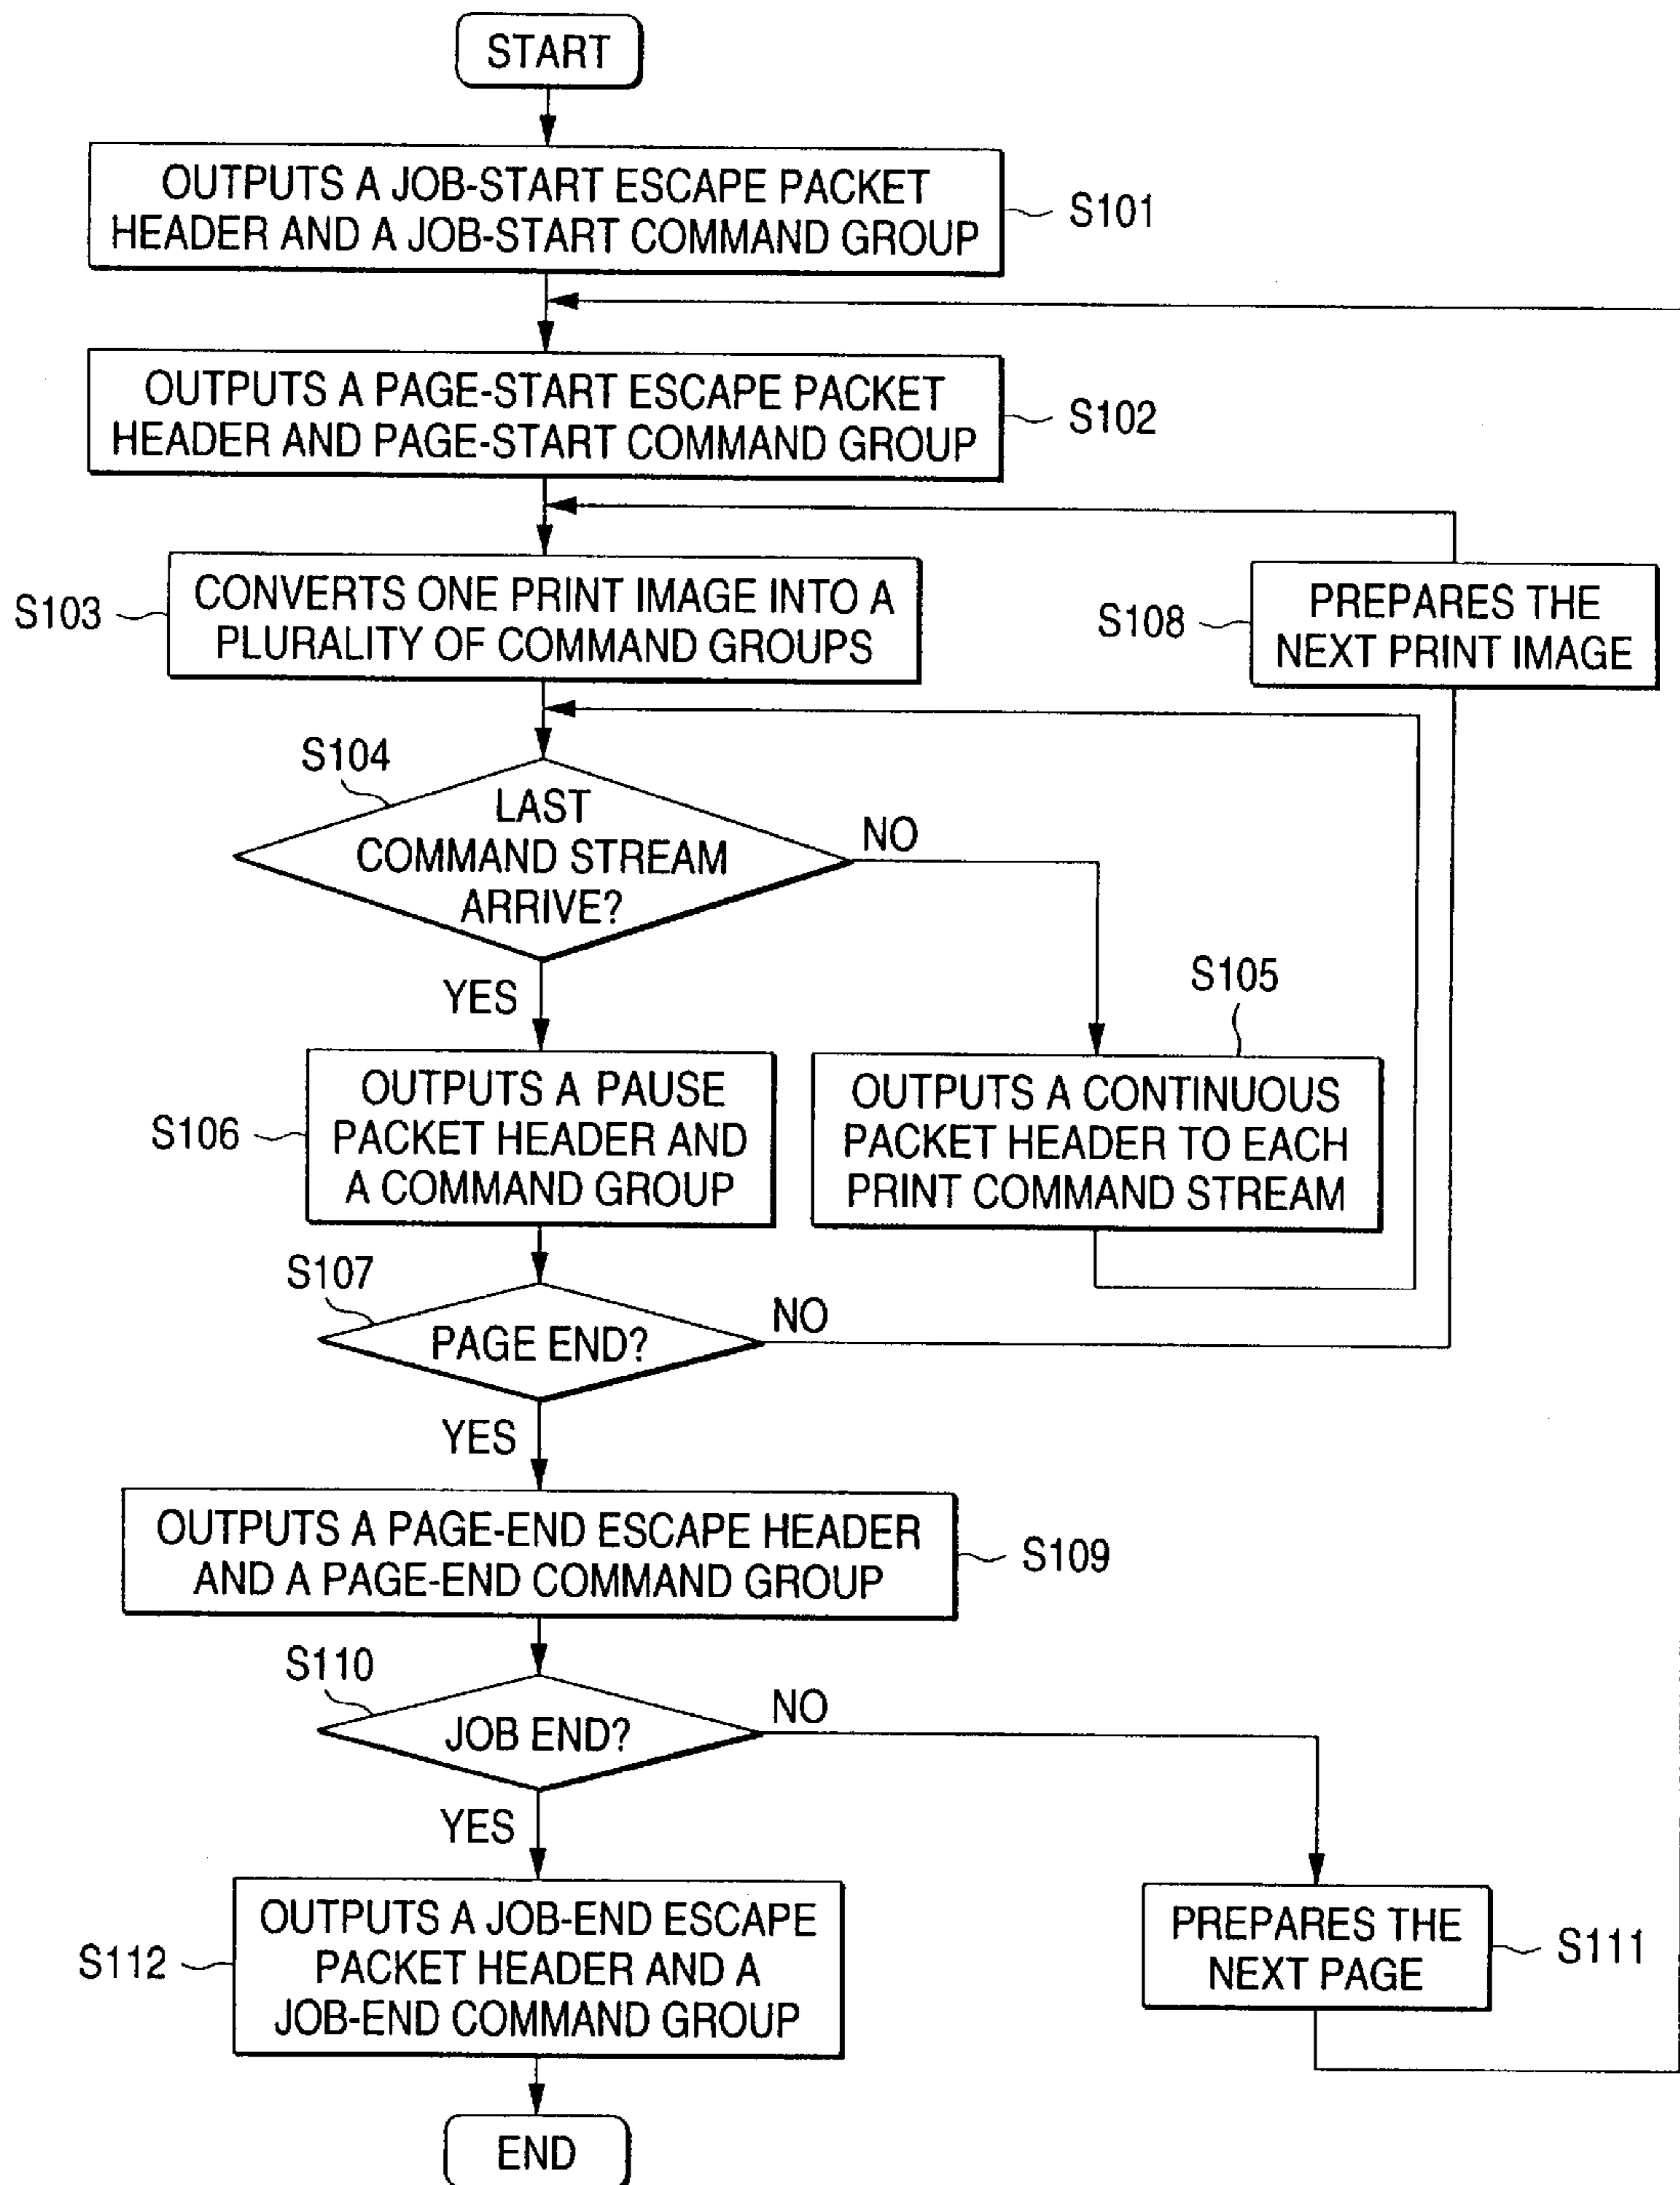 START
OUTPUTS A JOB-START ESCAPE PACKET
HEADER AND A JOB-START COMMAND GROUP
S101
OUTPUTS A PAGE-START ESCAPE PACKET
HEADER AND PAGE-START COMMAND GROUP
S102
S103
CONVERTS ONE PRINT IMAGE INTO A
PLURALITY OF COMMAND GROUPS
S108
PREPARES THE
NEXT PRINT IMAGE
S104
LAST
COMMAND STREAM
ARRIVE?
NO
YES
S105
S106
OUTPUTS A PAUSE
PACKET HEADER AND
A COMMAND GROUP
OUTPUTS A CONTINUOUS
PACKET HEADER TO EACH
PRINT COMMAND STREAM
S107
PAGE END?
NO
YES
OUTPUTS A PAGE-END ESCAPE HEADER
AND A PAGE-END COMMAND GROUP
S109
S110
JOB END?
NO
YES
S112
OUTPUTS A JOB-END ESCAPE
PACKET HEADER AND A
JOB-END COMMAND GROUP
PREPARES THE
NEXT PAGE
S111
END